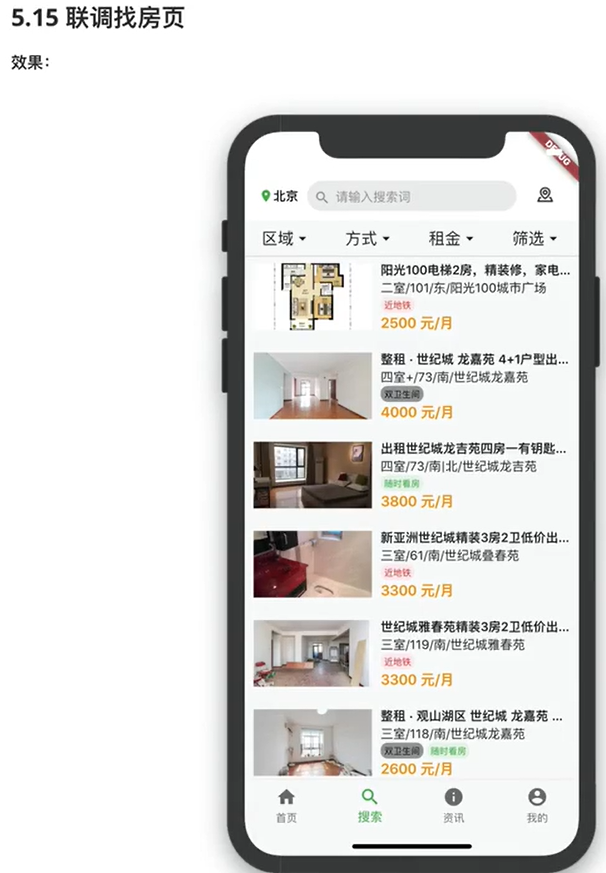 5.15 联调找房页
效果：
DEBUG
北京 请输入搜索词
区域 方式 租金 筛选
阳光100电梯2房，精装修，家电...
二室/101/东/阳光100城市广场
近地铁
2500 元/月
整租 · 世纪城 龙嘉苑 4+1户型出...
四室+/73/南/世纪城龙嘉苑
双卫生间
4000 元/月
出租世纪城龙吉苑四房一有钥匙...
四室/73/南|北/世纪城龙吉苑
随时看房
3800 元/月
新亚洲世纪城精装3房2卫低价出...
三室/61/南/世纪城叠春苑
近地铁
3300 元/月
世纪城雅春苑精装3房2卫低价出...
三室/119/南/世纪城雅春苑
近地铁
3300 元/月
整租 · 观山湖区 世纪城 龙嘉苑 ...
三室/118/南/世纪城龙嘉苑
双卫生间 随时看房
2600 元/月
首页 搜索 资讯 我的